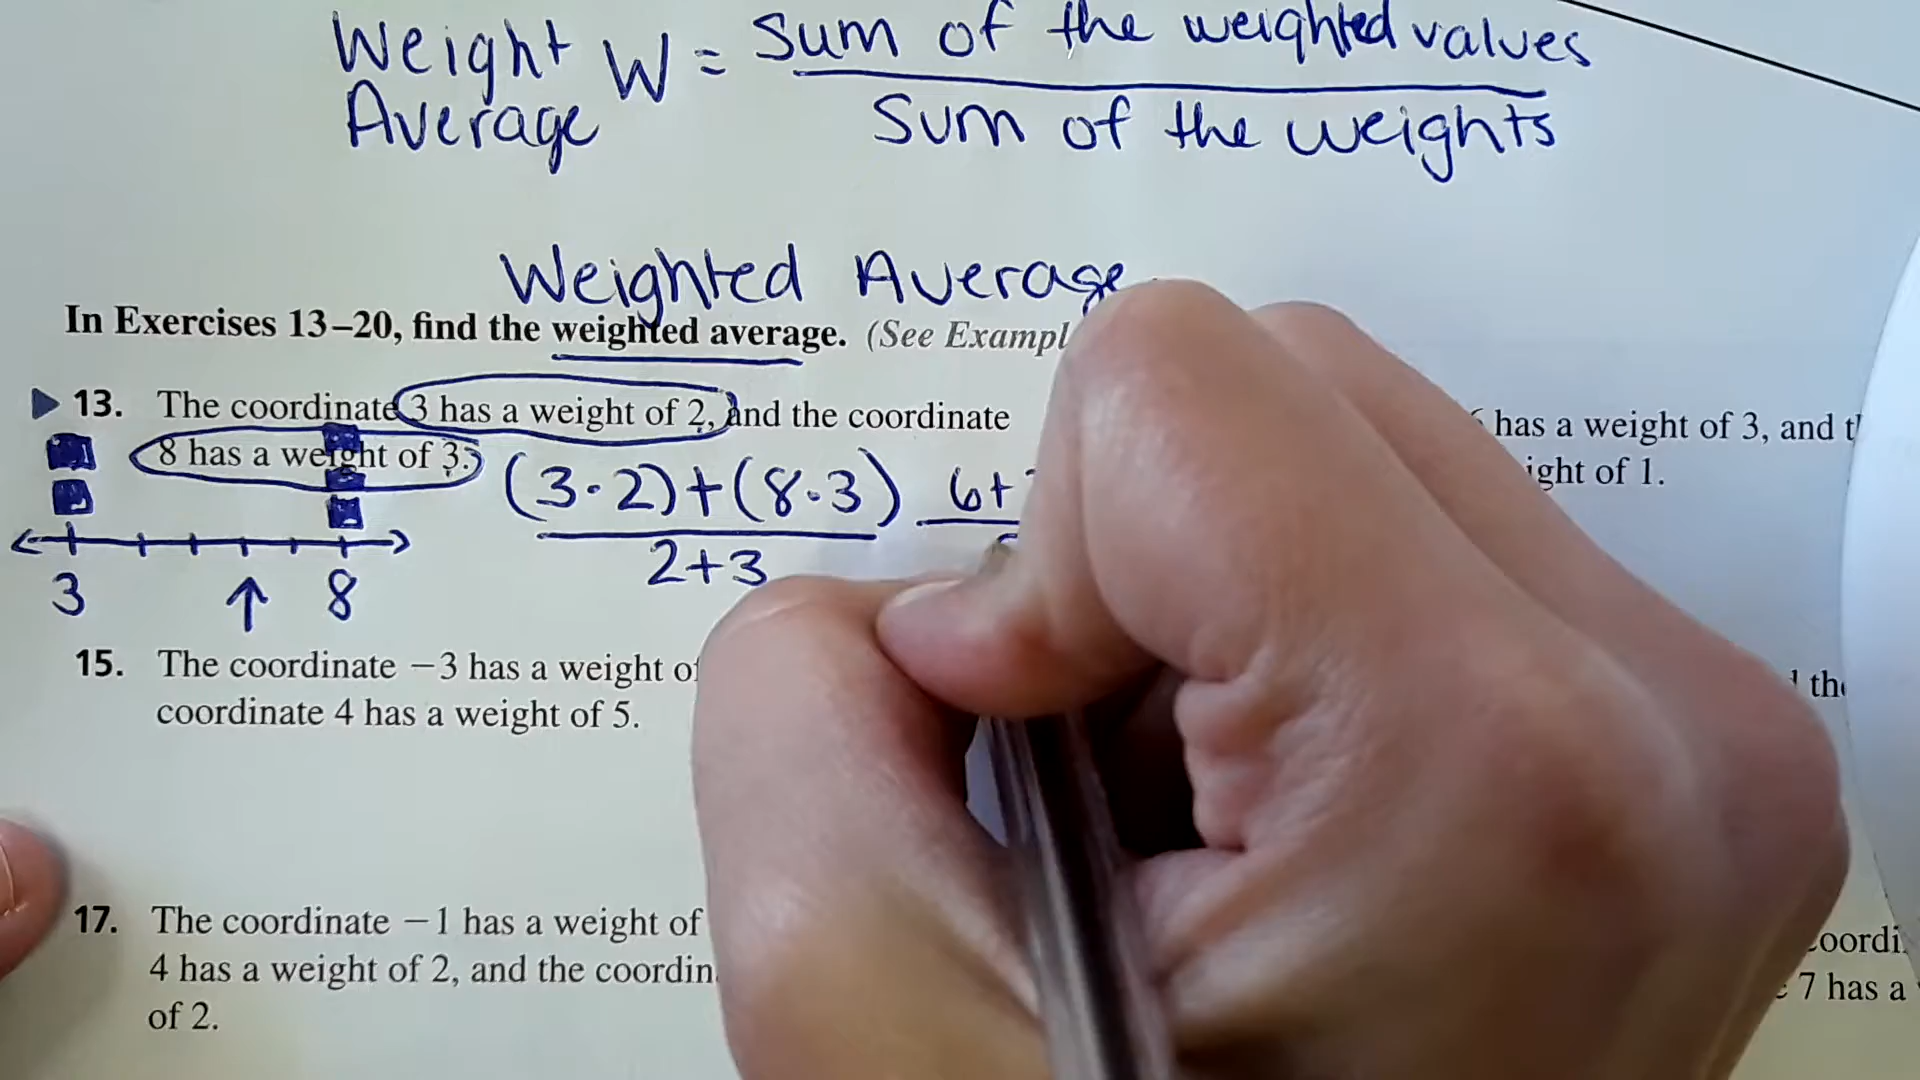 Weight W = Sum of the weighted values
Average Sum of the weights
Weighted Average
In Exercises 13–20, find the weighted average. (See Exampl
13. The coordinate 3 has a weight of 2, and the coordinate
8 has a weight of 3.
(3·2)+(8·3) 6+
2+3
3 ↑ 8
has a weight of 3, and t
ight of 1.
15. The coordinate −3 has a weight of
coordinate 4 has a weight of 5.
the
17. The coordinate −1 has a weight of
4 has a weight of 2, and the coordin
of 2.
coordi
7 has a